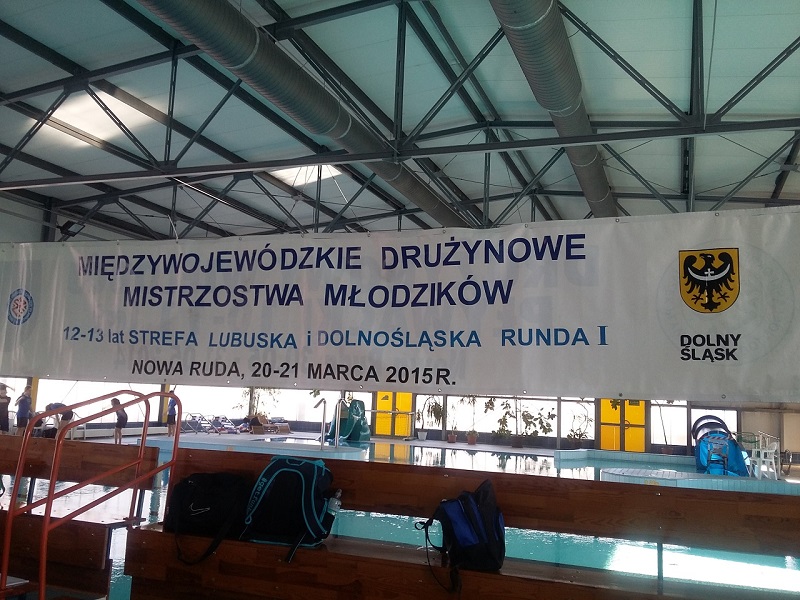 MIĘDZYWOJEWÓDZKIE DRUŻYNOWE
MISTRZOSTWA MŁODZIKÓW
12-13 lat STREFA LUBUSKA i DOLNOŚLĄSKA RUNDA I
NOWA RUDA, 20-21 MARCA 2015R.
DOLNY
ŚLĄSK